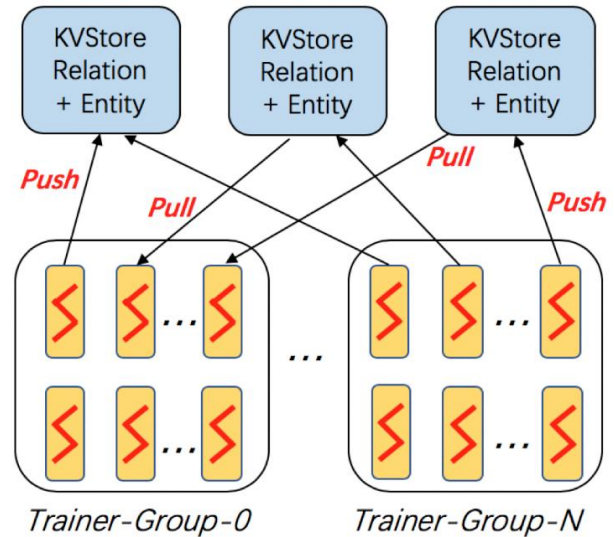 KVStore
Relation
+ Entity
KVStore
Relation
+ Entity
KVStore
Relation
+ Entity
Push
Pull
Pull
Push
...
...
...
...
...
Trainer-Group-0
Trainer-Group-N